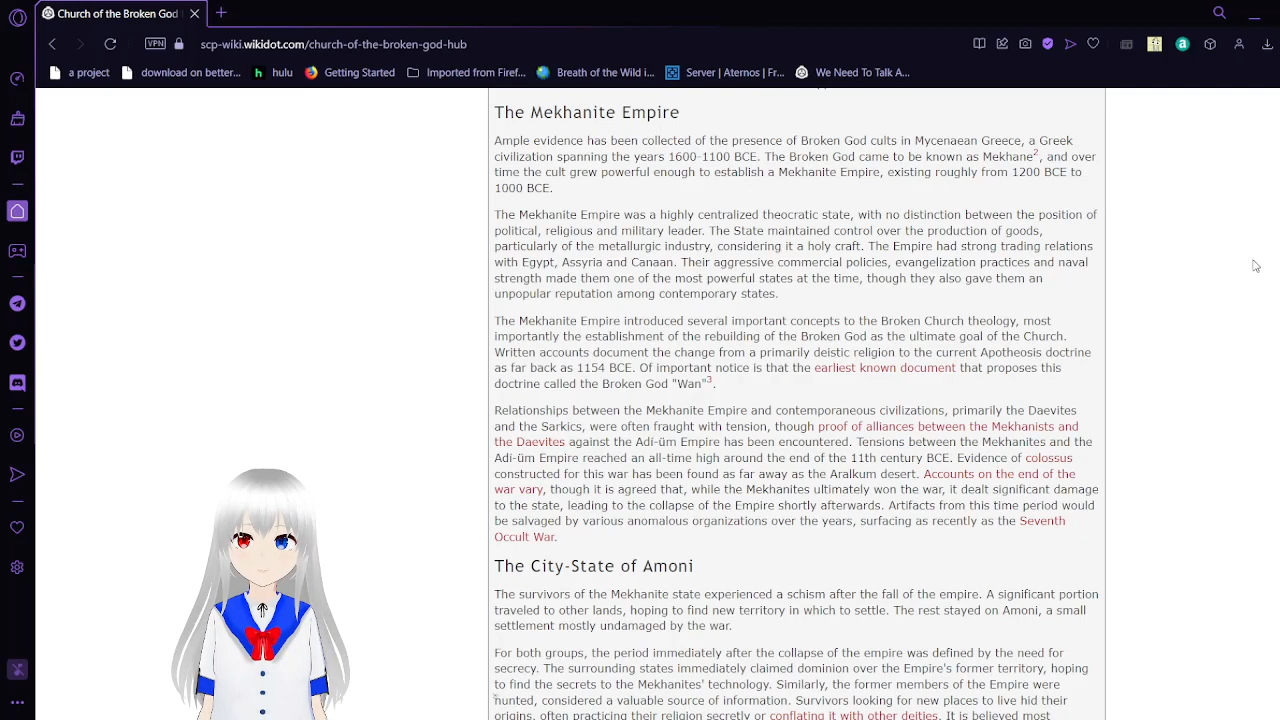 Church of the Broken God
scp-wiki.wikidot.com/church-of-the-broken-god-hub
VPN
a project
download on better...
hulu
Getting Started
Imported from Firef...
Breath of the Wild i...
Server | Aternos | Fr...
We Need To Talk A...
The Mekhanite Empire
Ample evidence has been collected of the presence of Broken God cults in Mycenaean Greece, a Greek
civilization spanning the years 1600-1100 BCE. The Broken God came to be known as Mekhane2, and over
time the cult grew powerful enough to establish a Mekhanite Empire, existing roughly from 1200 BCE to
1000 BCE.
The Mekhanite Empire was a highly centralized theocratic state, with no distinction between the position of
political, religious and military leader. The State maintained control over the production of goods,
particularly of the metallurgic industry, considering it a holy craft. The Empire had strong trading relations
with Egypt, Assyria and Canaan. Their aggressive commercial policies, evangelization practices and naval
strength made them one of the most powerful states at the time, though they also gave them an
unpopular reputation among contemporary states.
The Mekhanite Empire introduced several important concepts to the Broken Church theology, most
importantly the establishment of the rebuilding of the Broken God as the ultimate goal of the Church.
Written accounts document the change from a primarily deistic religion to the current Apotheosis doctrine
as far back as 1154 BCE. Of important notice is that the earliest known document that proposes this
doctrine called the Broken God "Wan"3.
Relationships between the Mekhanite Empire and contemporaneous civilizations, primarily the Daevites
and the Sarkics, were often fraught with tension, though proof of alliances between the Mekhanists and
the Daevites against the Adí-üm Empire has been encountered. Tensions between the Mekhanites and the
Adí-üm Empire reached an all-time high around the end of the 11th century BCE. Evidence of colossus
constructed for this war has been found as far away as the Aralkum desert. Accounts on the end of the
war vary, though it is agreed that, while the Mekhanites ultimately won the war, it dealt significant damage
to the state, leading to the collapse of the Empire shortly afterwards. Artifacts from this time period would
be salvaged by various anomalous organizations over the years, surfacing as recently as the Seventh
Occult War.
The City-State of Amoni
The survivors of the Mekhanite state experienced a schism after the fall of the empire. A significant portion
traveled to other lands, hoping to find new territory in which to settle. The rest stayed on Amoni, a small
settlement mostly undamaged by the war.
For both groups, the period immediately after the collapse of the empire was defined by the need for
secrecy. The surrounding states immediately claimed dominion over the Empire's former territory, hoping
to find the secrets to the Mekhanites' technology. Similarly, the former members of the Empire were
hunted, considered a valuable source of information. Survivors looking for new places to live hid their
origins, often practicing their religion secretly or conflating it with other deities. It is believed most